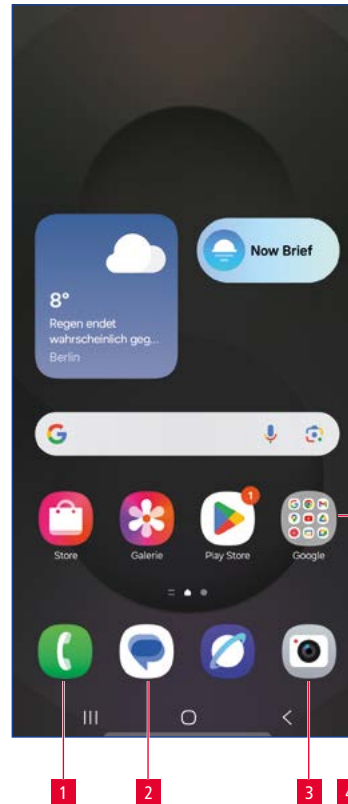 Now Brief
8°
Regen endet
wahrscheinlich geg...
Berlin
G
1
Store
Galerie
Play Store
Google
1
2
3
4